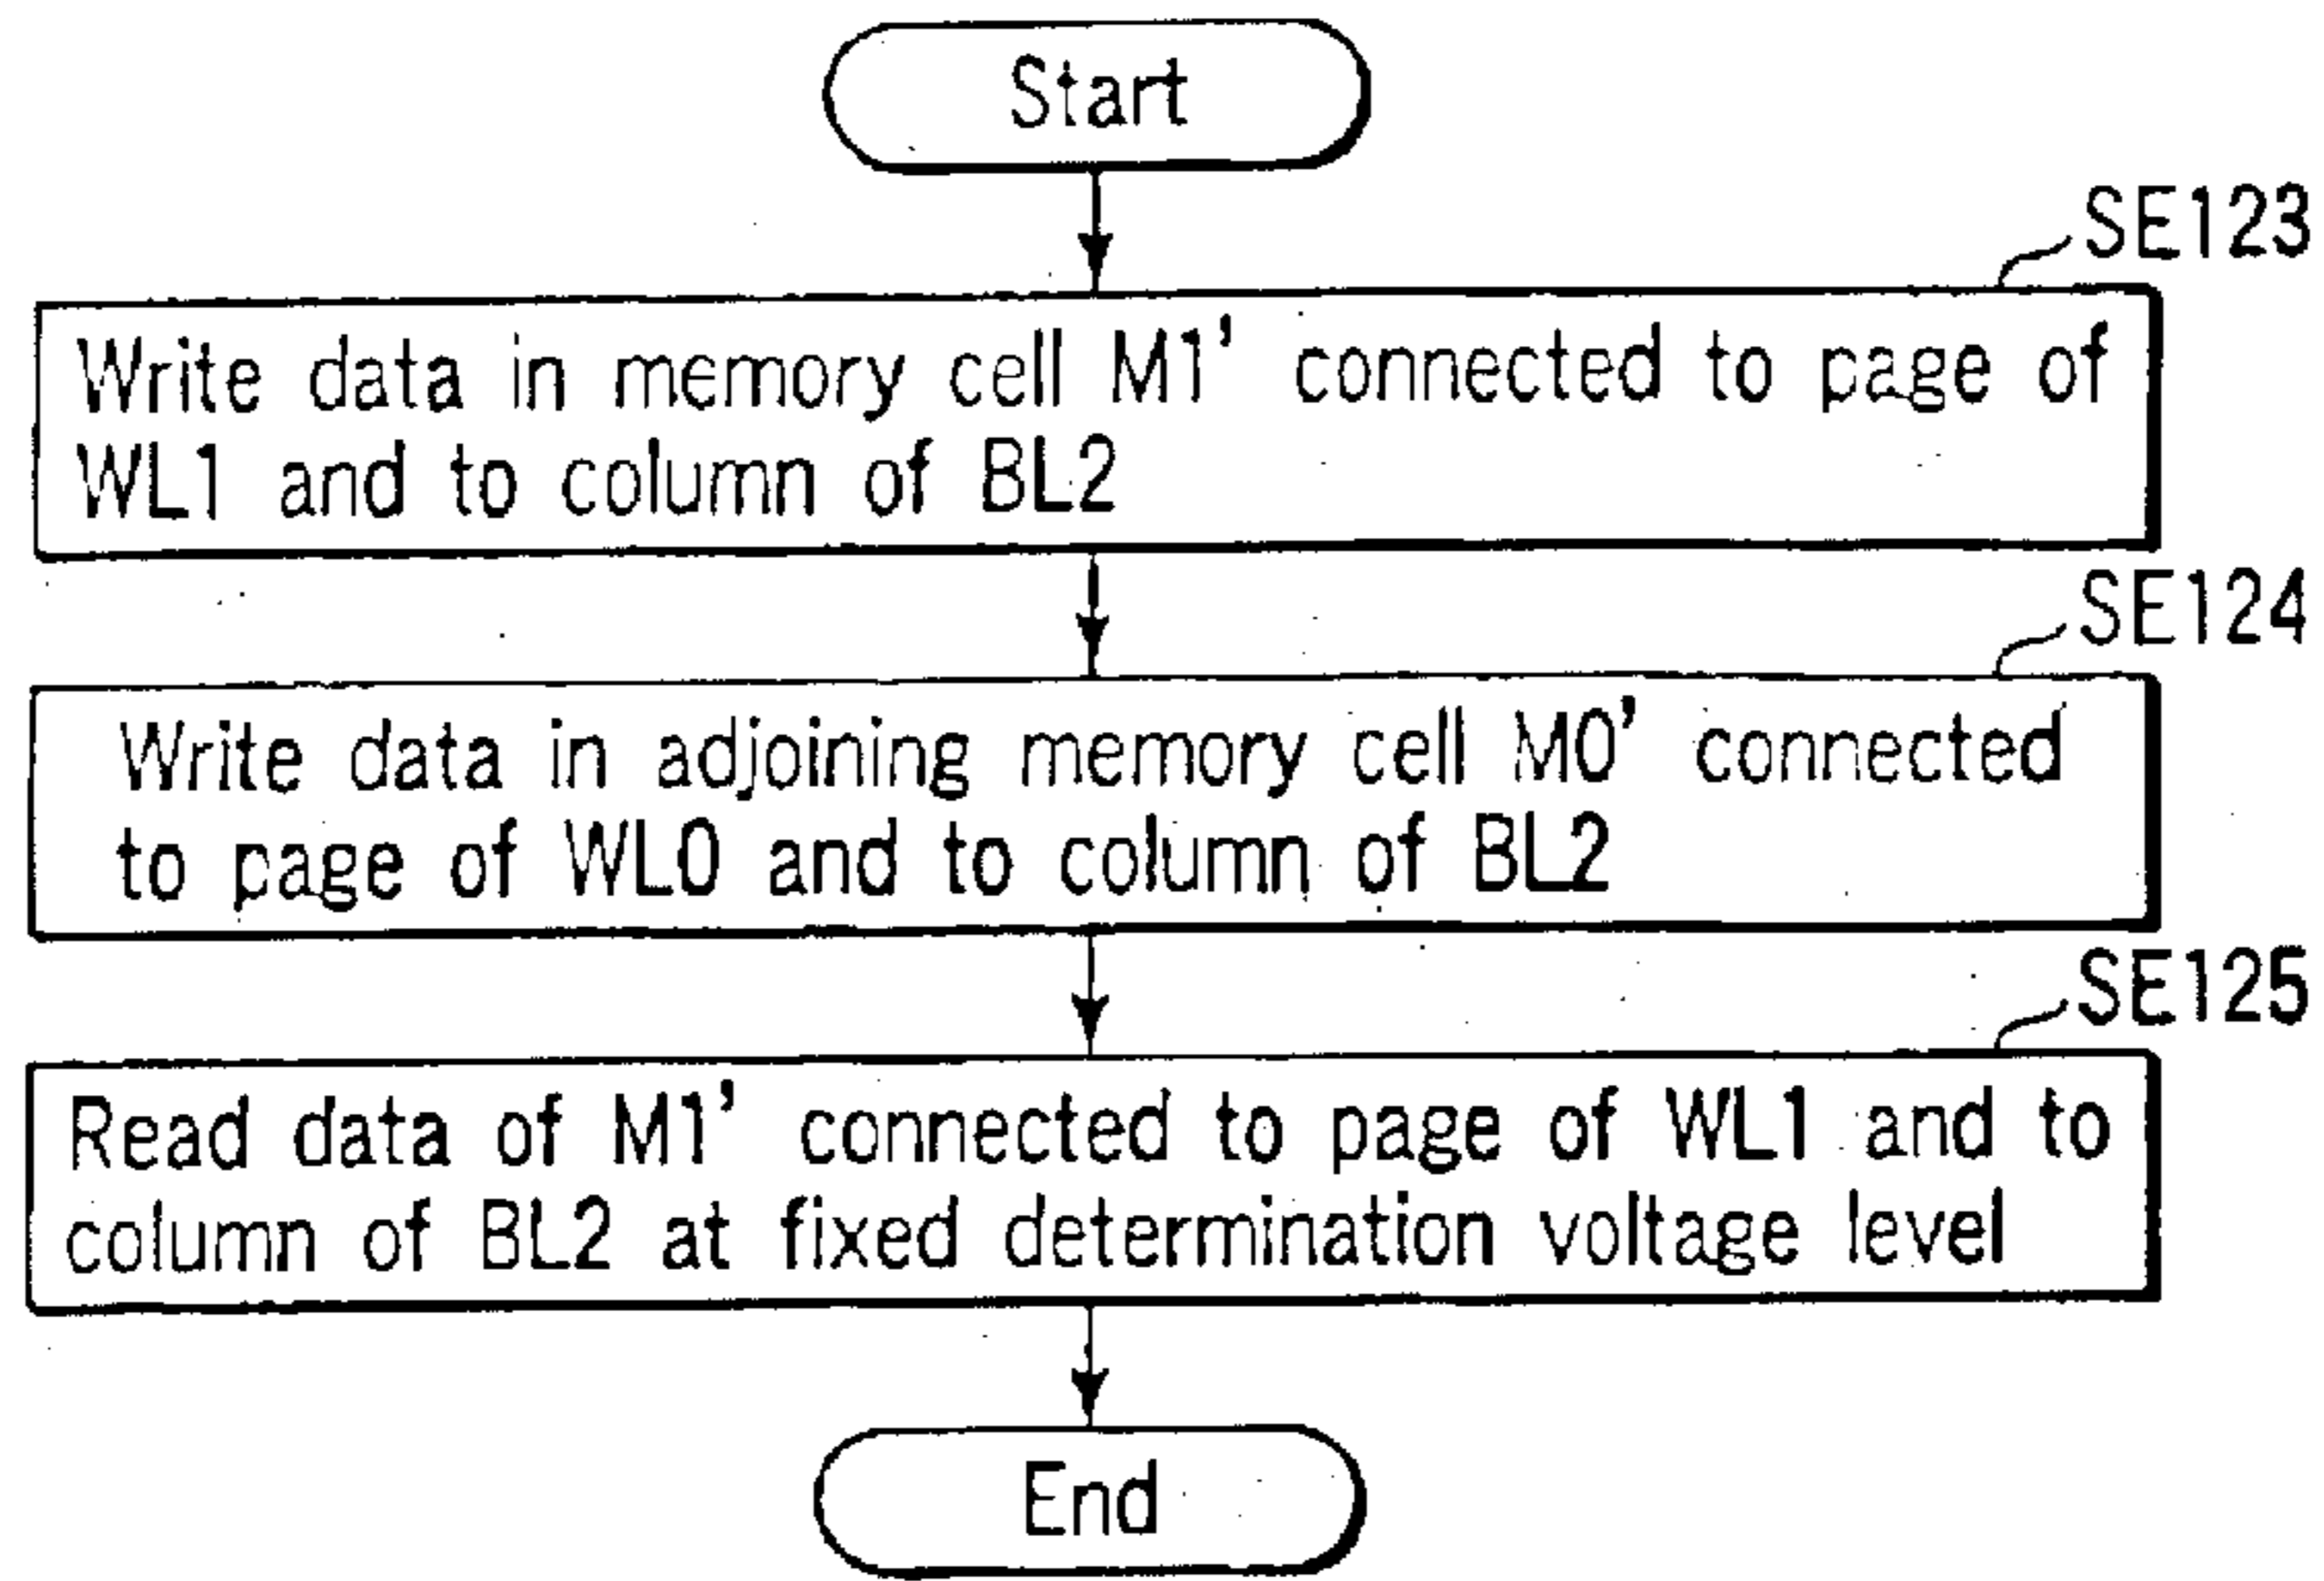 Start
SE123
Write data in memory cell M1' connected to page of
WL1 and to column of BL2
SE124
Write data in adjoining memory cell M0' connected
to page of WL0 and to column of BL2
SE125
Read data of M1' connected to page of WL1 and to
column of BL2 at fixed determination voltage level
End